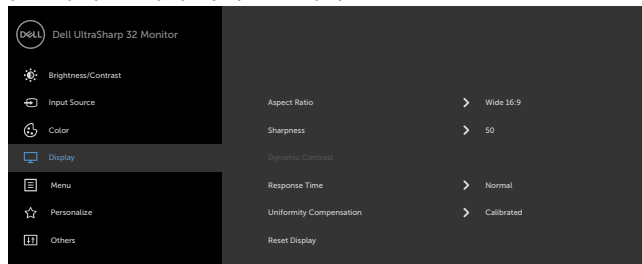 DELL
Dell UltraSharp 32 Monitor
Brightness/Contrast
Input Source
Color
Display
Menu
Personalize
Others
Aspect Ratio
Wide 16:9
Sharpness
50
Dynamic Contrast
Response Time
Normal
Uniformity Compensation
Calibrated
Reset Display